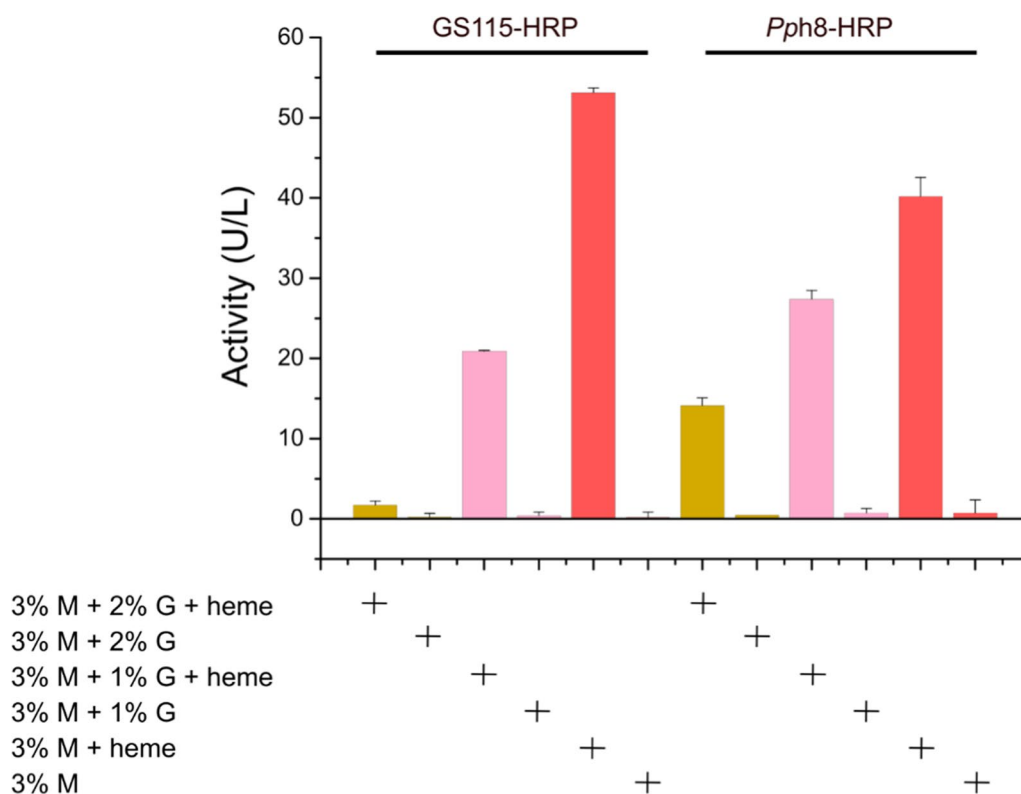 GS115-HRP
Pph8-HRP
Activity (U/L)
60
50
40
30
20
10
0
3% M + 2% G + heme
3% M + 2% G
3% M + 1% G + heme
3% M + 1% G
3% M + heme
3% M